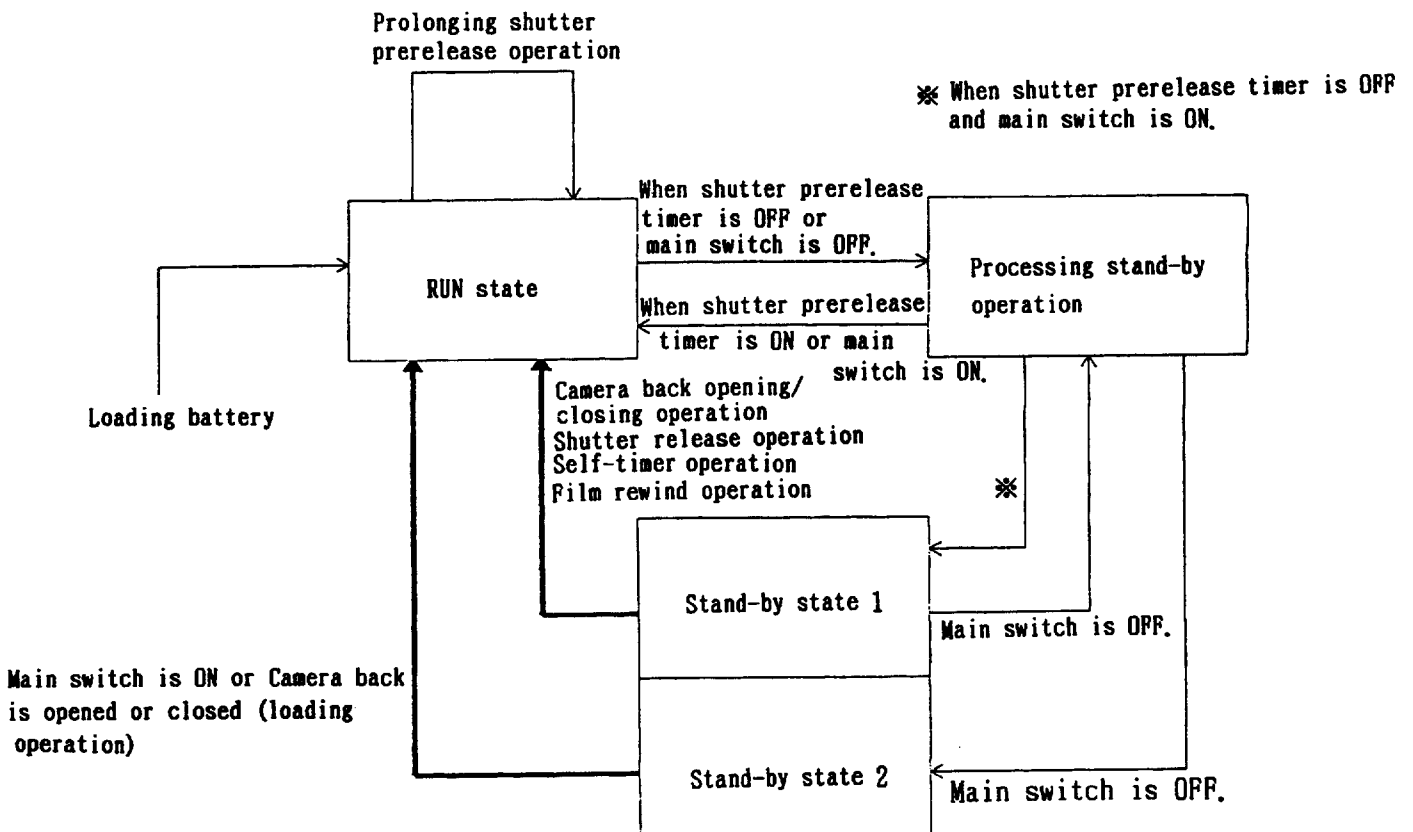 Prolonging shutter
prerelease operation
※ When shutter prerelease timer is OFF
and main switch is ON.
When shutter prerelease
timer is OFF or
main switch is OFF.
RUN state
Processing stand-by
operation
When shutter prerelease
timer is ON or main
switch is ON.
Loading battery
Camera back opening/
closing operation
Shutter release operation
Self-timer operation
Film rewind operation
※
Stand-by state 1
Main switch is OFF.
Main switch is ON or Camera back
is opened or closed (loading
operation)
Stand-by state 2
Main switch is OFF.